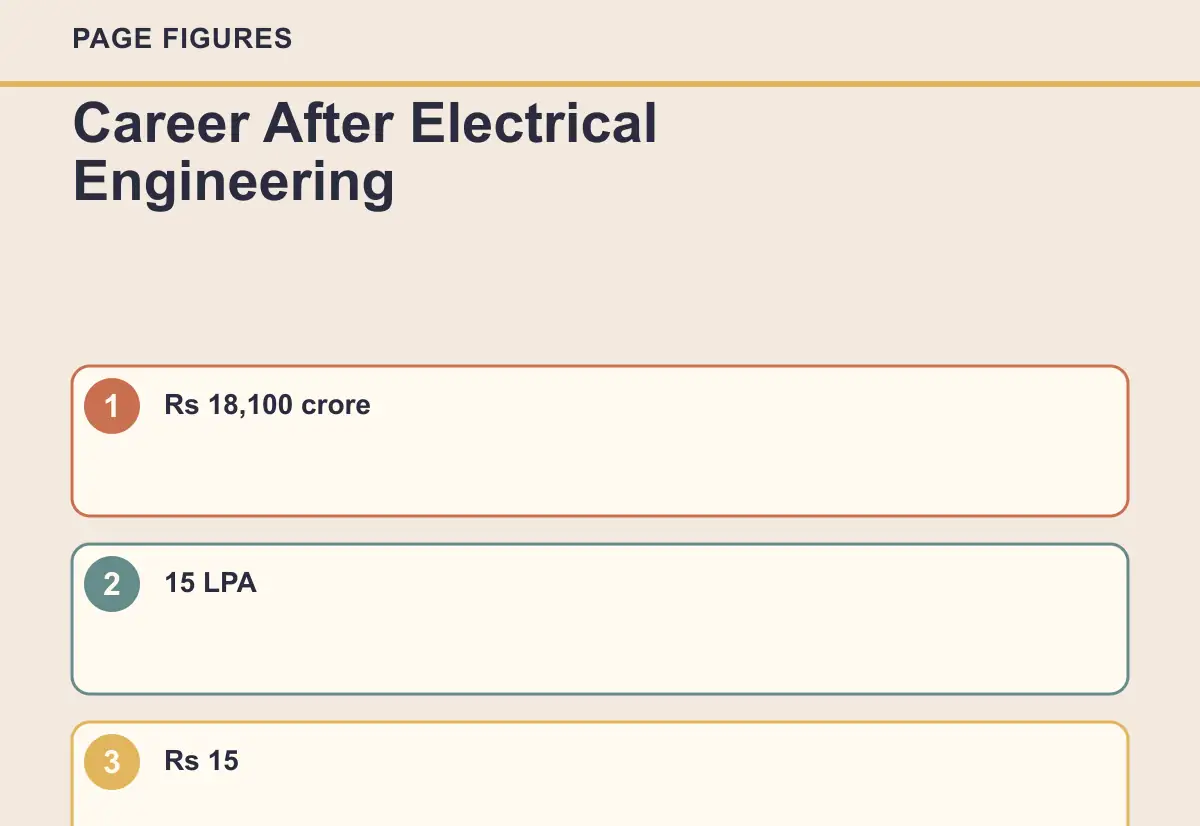 PAGE FIGURES
Career After Electrical
Engineering
1
Rs 18,100 crore
2
15 LPA
3
Rs 15